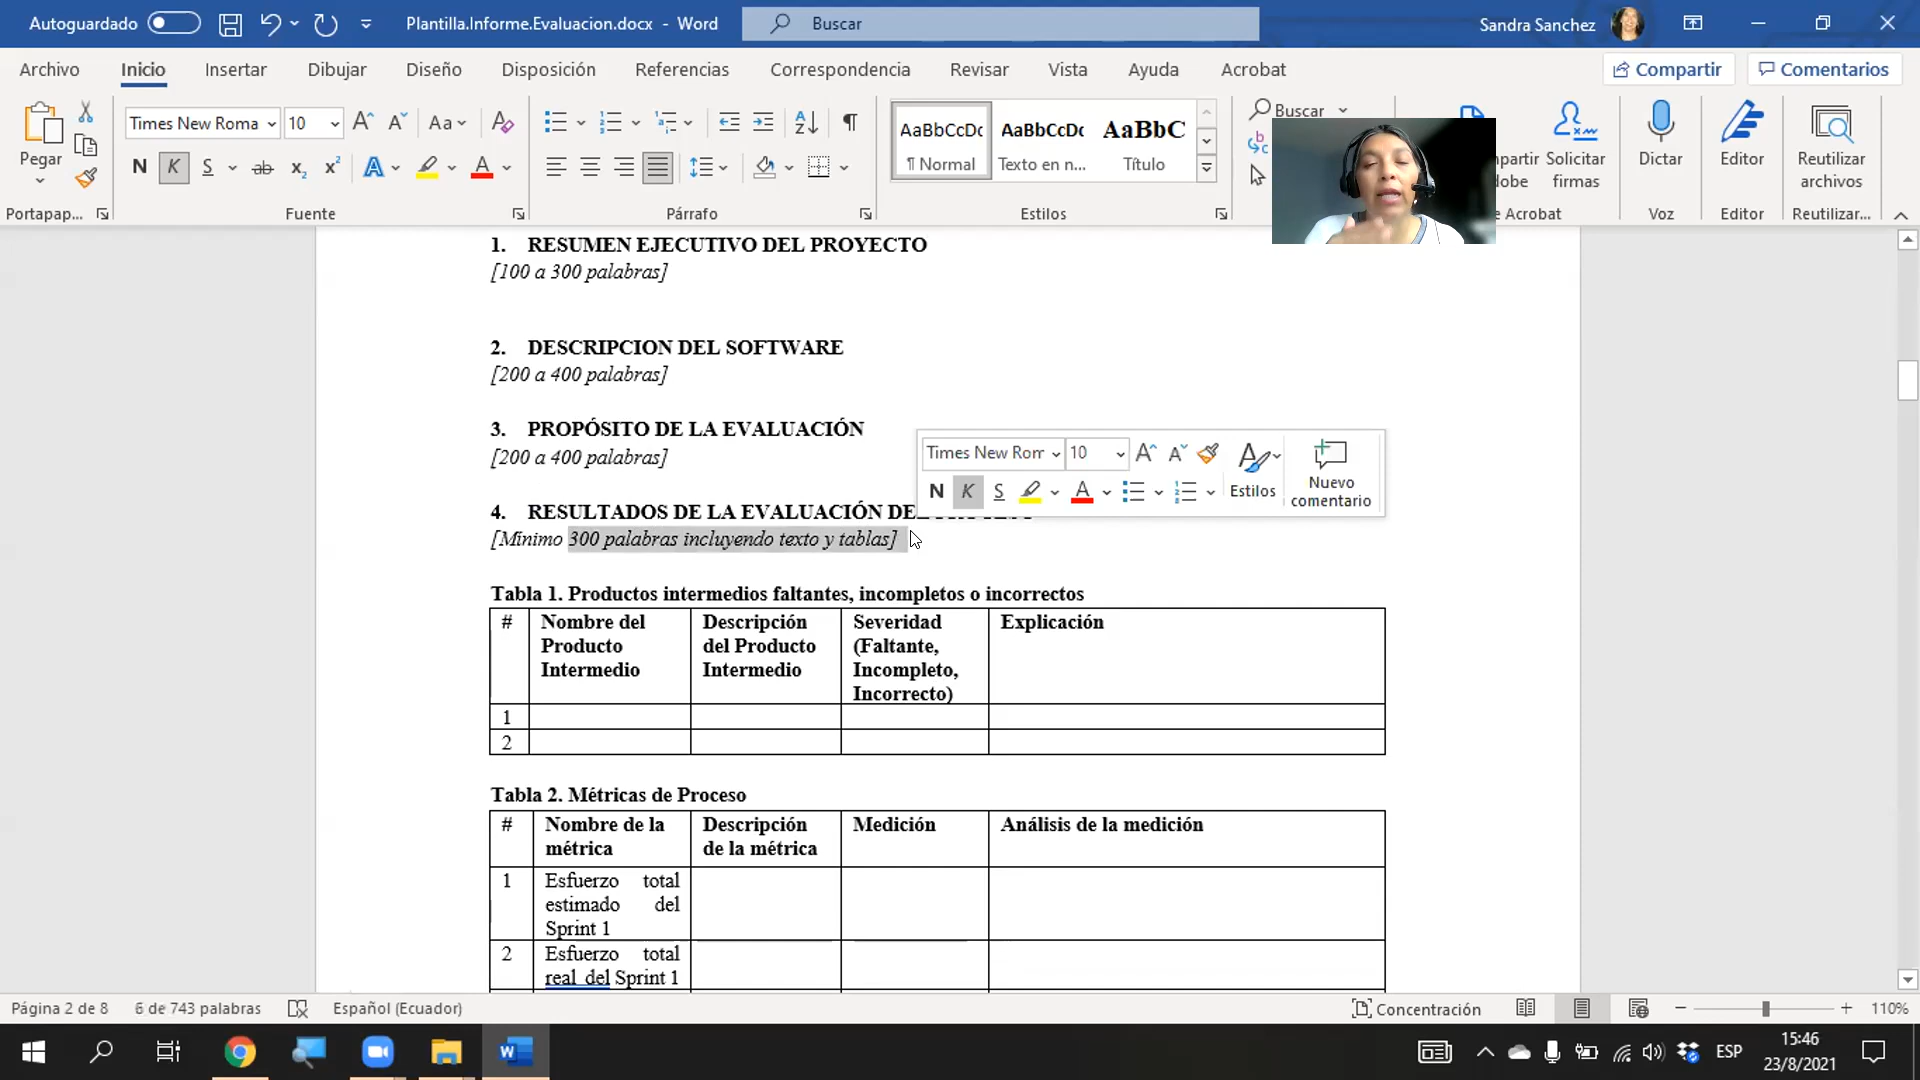 Autoguardado
Plantilla.Informe.Evaluacion.docx - Word
Buscar
Sandra Sanchez
Archivo Inicio Insertar Dibujar Diseño Disposición Referencias Correspondencia Revisar Vista Ayuda Acrobat Compartir Comentarios
Pegar
Times New Roma 10
Aa
N K S ab x₂ x² A A
AaBbCcDc AaBbCcDc AaBbC
¶ Normal Texto en n... Título
Buscar
Solicitar
firmas
Dictar
Editor
Reutilizar
archivos
Portapap... Fuente Párrafo Estilos Acrobat Voz Editor Reutilizar...
1. RESUMEN EJECUTIVO DEL PROYECTO
[100 a 300 palabras]
2. DESCRIPCION DEL SOFTWARE
[200 a 400 palabras]
3. PROPÓSITO DE LA EVALUACIÓN
[200 a 400 palabras]
Times New Rom 10
N K S A Estilos
Nuevo
comentario
4. RESULTADOS DE LA EVALUACIÓN
[Mínimo 300 palabras incluyendo texto y tablas]
Tabla 1. Productos intermedios faltantes, incompletos o incorrectos
# Nombre del Producto Intermedio Descripción del Producto Intermedio Severidad (Faltante, Incompleto, Incorrecto) Explicación
1
2
Tabla 2. Métricas de Proceso
# Nombre de la métrica Descripción de la métrica Medición Análisis de la medición
1 Esfuerzo total estimado del Sprint 1
2 Esfuerzo total real del Sprint 1
Página 2 de 8 6 de 743 palabras Español (Ecuador) Concentración 110%
ESP
15:46
23/8/2021